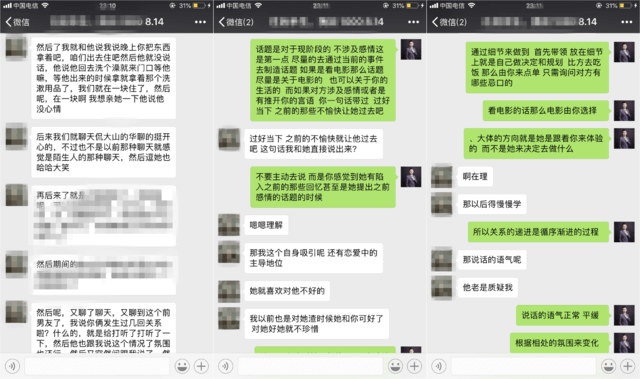 中国电信
23:10
31%
微信
8.14
然后了我就和他说我说晚上你把东西
拿着吧,咱们出去住吧然后他就没说
话,他说他回去洗个澡就来门口等他
嘛,等他出来的时候拿就拿着那个洗
漱用品了,我们就在一块住了,然后
呢,在一块啊 我想亲她一下他说他
没心情
后来我们就聊天侃大山的华聊的挺开
心的,不过也不是以前那种聊天就感
觉是陌生人的那种聊天,然后逗她也
哈哈大笑
再后来了就是
然后期间的
然后呢,又聊了聊天,又聊到这个前
男友了,我说你俩发生过几回关系
啦?什么的,就是给打听了打听了一
下,然后他也跟我说这个情况了氛围
中国电信
23:11
31%
微信(2)
8.14
话题是对于现阶段的 不涉及感情这
是第一点 尽量的去通过当前的事件
去制造话题 如果是看电影那么话题
尽量是关于电影的 也可以关于你的
生活的 而如果对方涉及感情或者是
有推开你的言语 你一句话带过 过好
当下 之前的那些不愉快让她过去吧
过好当下 之前的不愉快就让他过去
吧 这句话我和她直接说出来?
不要主动去说 而是你感觉到她有陷
入之前的那些回忆甚至是她提出之前
感情的话题的时候
嗯嗯理解
那我这个自身吸引呢 还有恋爱中的
主导地位
她就喜欢对他不好的
我以前也是对她渣时候她和你可好了
对她好她就不珍惜
中国电信
23:11
31%
微信(2)
8.14
通过细节来做到 首先带领 放在细节
上就是自己做决定和规划 比方去吃
饭 那么由你来点单 只需询问对方有
哪些忌口的
看电影的话那么电影由你选择
,大体的方向就是她是跟着你来体验
的 而不是她来决定去做什么
啊在理
那以后得慢慢学
所以关系的递进是循序渐进的过程
那说话的语气呢
他老是质疑我
说话的语气正常 平缓
根据相处的氛围来变化